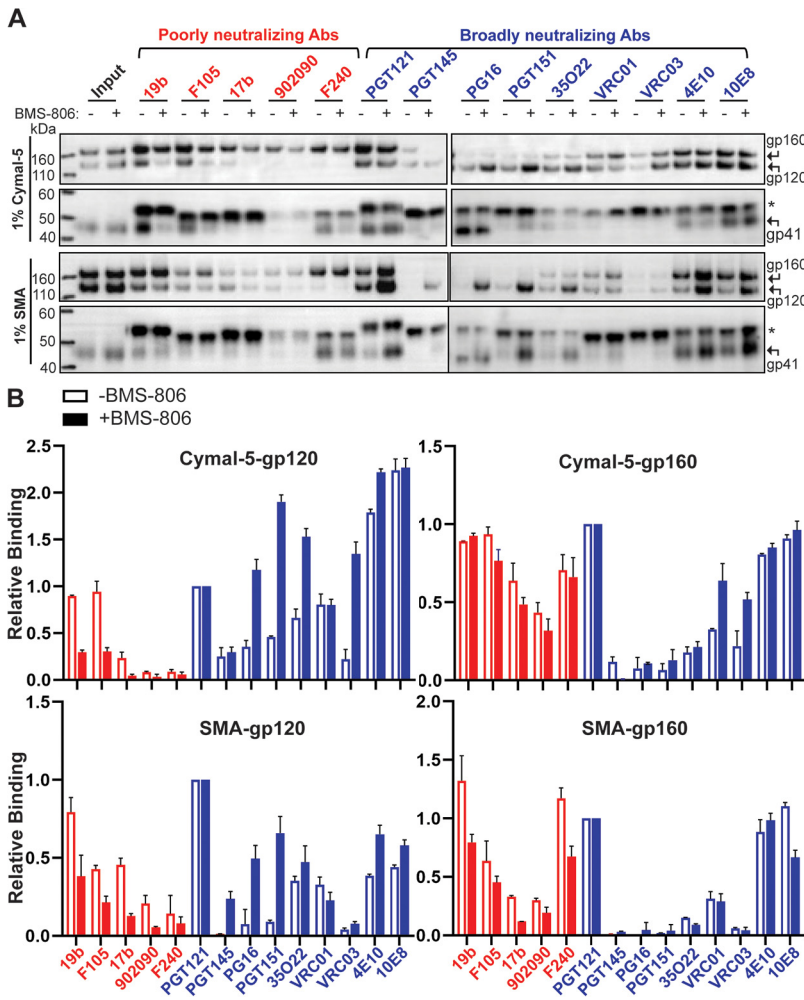 A
Poorly neutralizing Abs
Broadly neutralizing Abs
Input 19b F105 17b 902090 F240 PGT121 PGT145 PG16 PGT151 35O22 VRC01 VRC03 4E10 10E8
BMS-806: - + - + - + - + - + - + - + - + - + - + - + - + - + - + - +
kDa
1% Cymal-5
160
110
gp160
gp120
60
50
40
*
gp41
1% SMA
160
110
gp160
gp120
60
50
40
*
gp41
B
-BMS-806
+BMS-806
Cymal-5-gp120
Relative Binding
2.5
2.0
1.5
1.0
0.5
0.0
Cymal-5-gp160
1.5
1.0
0.5
0.0
SMA-gp120
Relative Binding
1.5
1.0
0.5
0.0
19b F105 17b 902090 F240 PGT121 PGT145 PG16 PGT151 35O22 VRC01 VRC03 4E10 10E8
SMA-gp160
2.0
1.5
1.0
0.5
0.0
19b F105 17b 902090 F240 PGT121 PGT145 PG16 PGT151 35O22 VRC01 VRC03 4E10 10E8